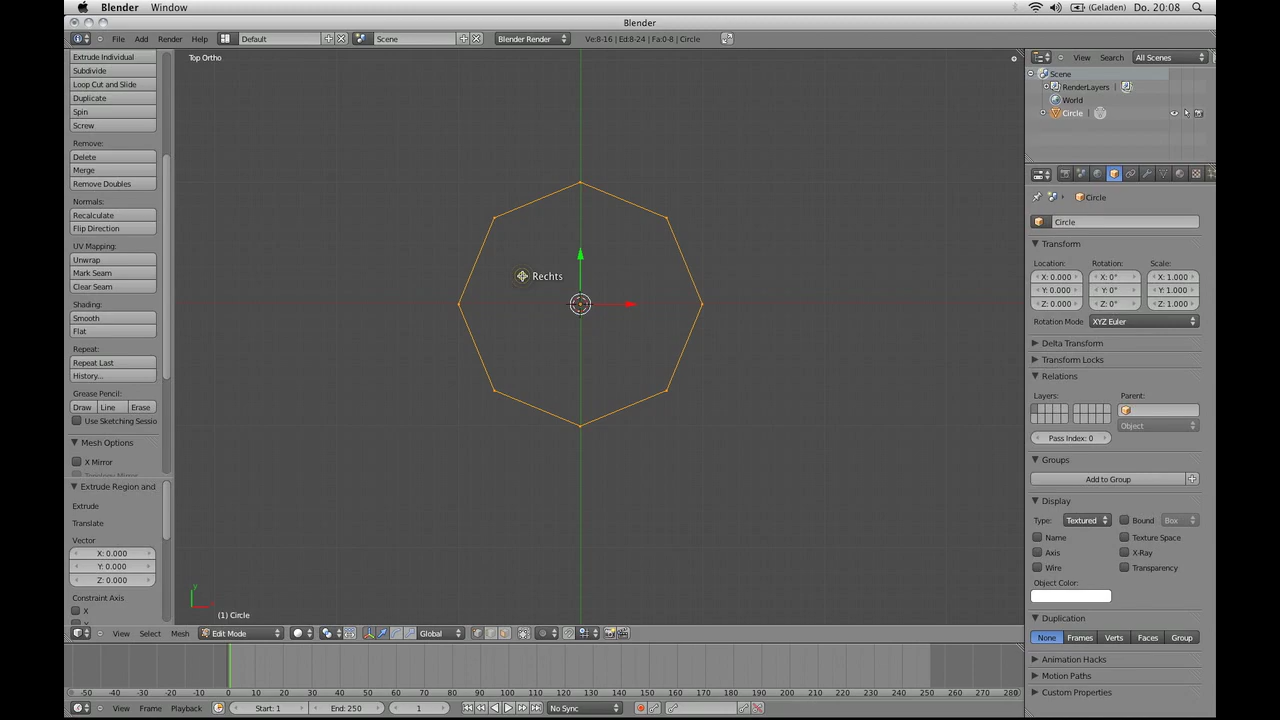 Blender Window (Geladen) Do. 20:08
Blender
File Add Render Help Default Scene Blender Render Ve:8-16 | Ed:8-24 | Fa:0-8 | Circle
Extrude Individual
Subdivide
Loop Cut and Slide
Duplicate
Spin
Screw
Remove:
Delete
Merge
Remove Doubles
Normals:
Recalculate
Flip Direction
UV Mapping:
Unwrap
Mark Seam
Clear Seam
Shading:
Smooth
Flat
Repeat:
Repeat Last
History...
Grease Pencil:
Draw Line Erase
Use Sketching Sessio
Mesh Options
X Mirror
Extrude Region and
Extrude
Translate
Vector
X: 0.000
Y: 0.000
Z: 0.000
Constraint Axis
X
Top Ortho
Rechts
y
(1) Circle
View Select Mesh Edit Mode Global
-50 -40 -30 -20 -10 0 10 20 30 40 50 60 70 80 90 100 110 120 130 140 150 160 170 180 190 200 210 220 230 240 250 260 270 280
View Frame Playback Start: 1 End: 250 1 No Sync
View Search All Scenes
Scene
RenderLayers |
World
Circle |
Circle
Circle
Transform
Location: Rotation: Scale:
X: 0.000 X: 0° X: 1.000
Y: 0.000 Y: 0° Y: 1.000
Z: 0.000 Z: 0° Z: 1.000
Rotation Mode XYZ Euler
Delta Transform
Transform Locks
Relations
Layers: Parent:
Object
Pass Index: 0
Groups
Add to Group
Display
Type: Textured Bound Box
Name Texture Space
Axis X-Ray
Wire Transparency
Object Color:
Duplication
None Frames Verts Faces Group
Animation Hacks
Motion Paths
Custom Properties